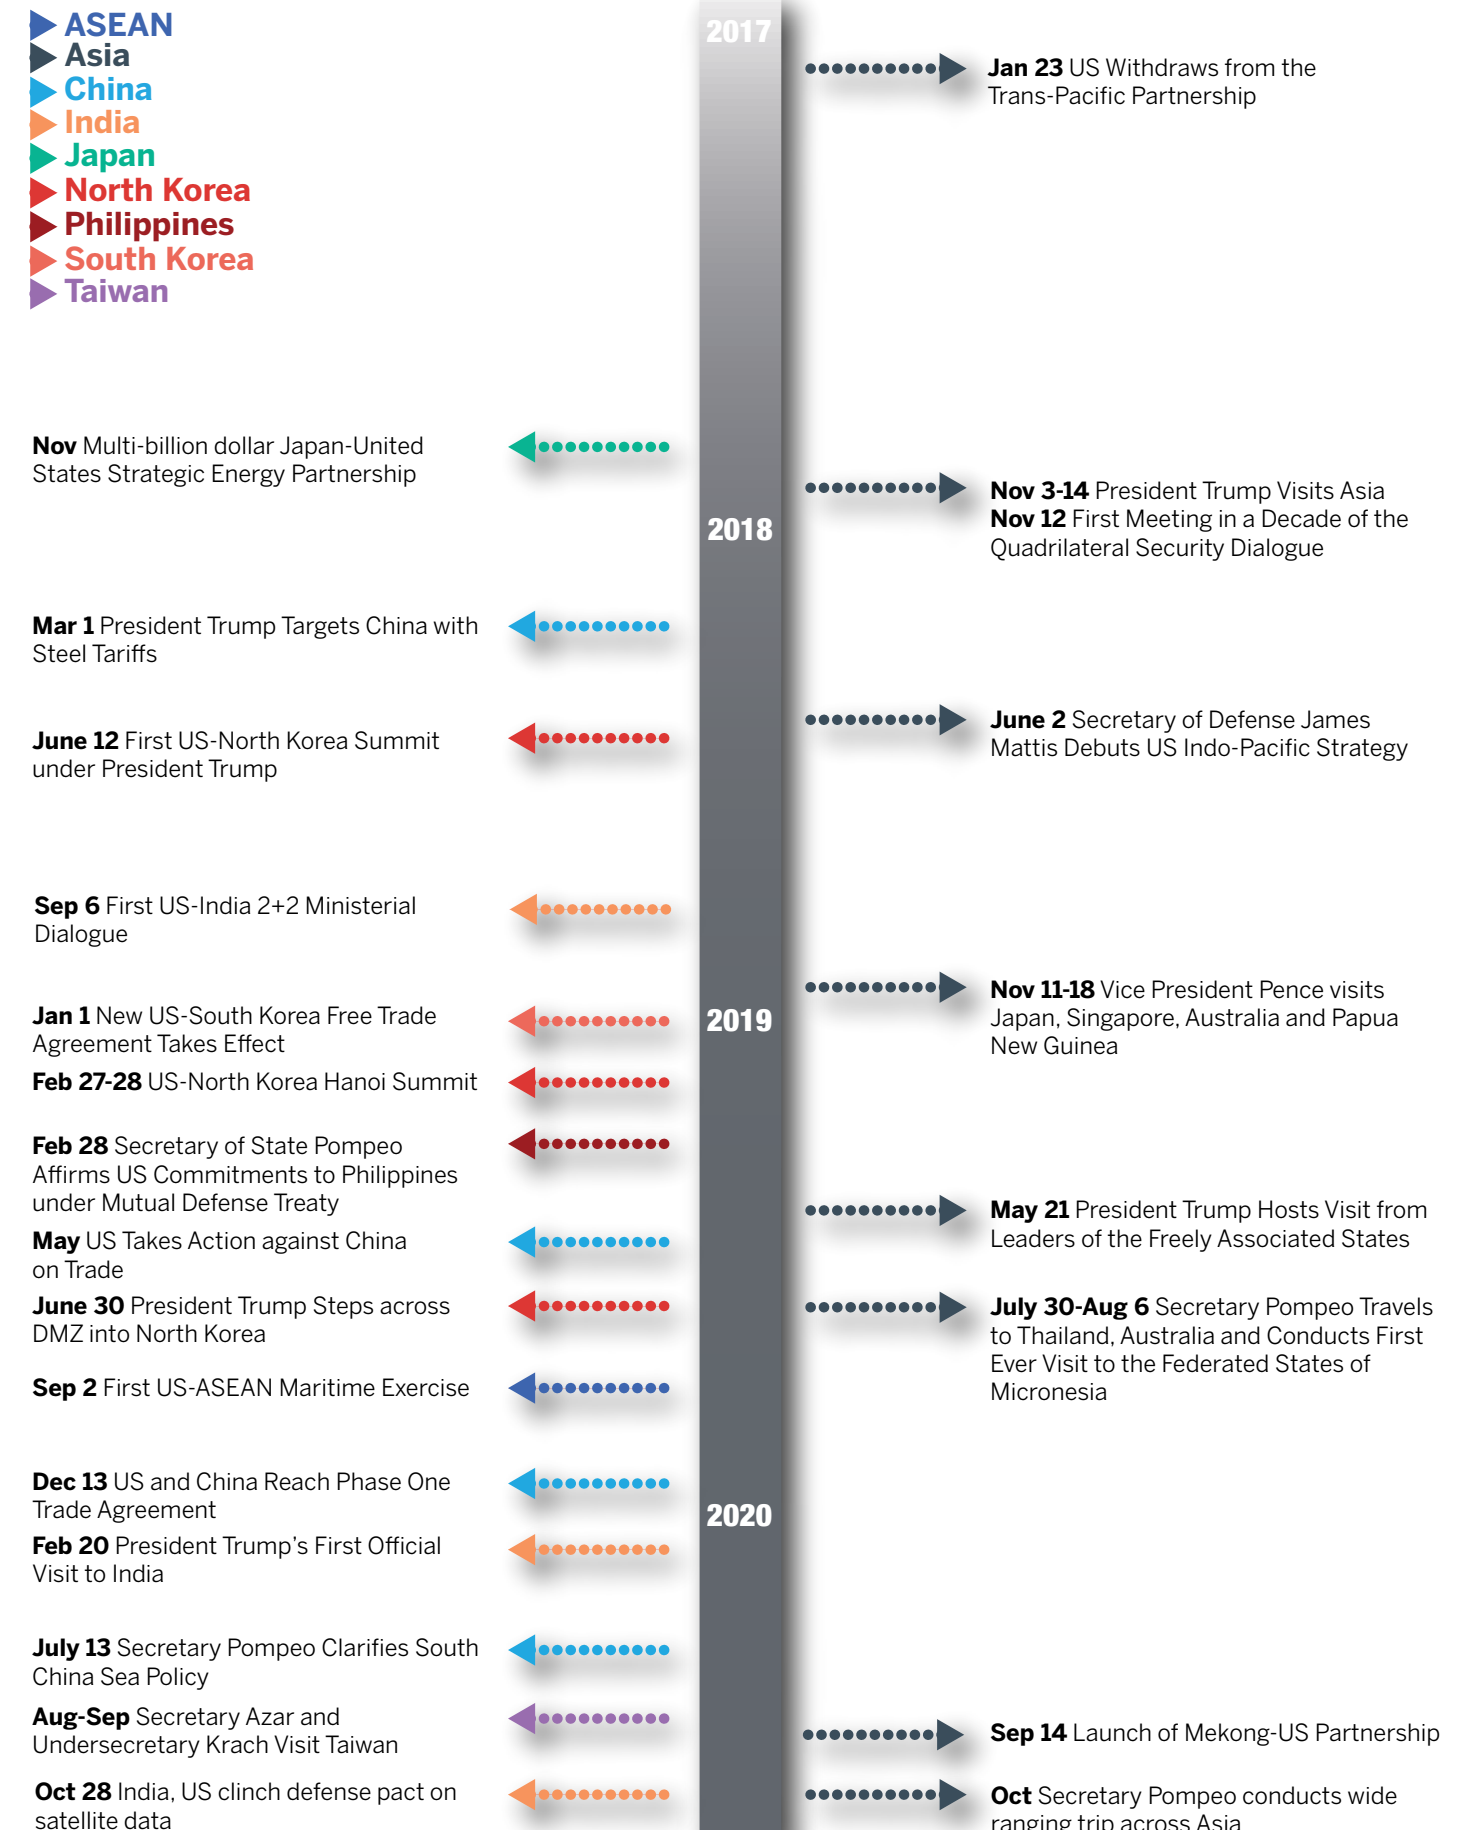 ASEAN
Asia
China
India
Japan
North Korea
Philippines
South Korea
Taiwan
2017
Jan 23 US Withdraws from the
Trans-Pacific Partnership
Nov Multi-billion dollar Japan-United
States Strategic Energy Partnership
Nov 3-14 President Trump Visits Asia
Nov 12 First Meeting in a Decade of the
Quadrilateral Security Dialogue
2018
Mar 1 President Trump Targets China with
Steel Tariffs
June 2 Secretary of Defense James
Mattis Debuts US Indo-Pacific Strategy
June 12 First US-North Korea Summit
under President Trump
Sep 6 First US-India 2+2 Ministerial
Dialogue
Nov 11-18 Vice President Pence visits
Japan, Singapore, Australia and Papua
New Guinea
2019
Jan 1 New US-South Korea Free Trade
Agreement Takes Effect
Feb 27-28 US-North Korea Hanoi Summit
Feb 28 Secretary of State Pompeo
Affirms US Commitments to Philippines
under Mutual Defense Treaty
May 21 President Trump Hosts Visit from
Leaders of the Freely Associated States
May US Takes Action against China
on Trade
June 30 President Trump Steps across
DMZ into North Korea
July 30-Aug 6 Secretary Pompeo Travels
to Thailand, Australia and Conducts First
Ever Visit to the Federated States of
Micronesia
Sep 2 First US-ASEAN Maritime Exercise
Dec 13 US and China Reach Phase One
Trade Agreement
2020
Feb 20 President Trump’s First Official
Visit to India
July 13 Secretary Pompeo Clarifies South
China Sea Policy
Aug-Sep Secretary Azar and
Undersecretary Krach Visit Taiwan
Sep 14 Launch of Mekong-US Partnership
Oct 28 India, US clinch defense pact on
satellite data
Oct Secretary Pompeo conducts wide
ranging trip across Asia